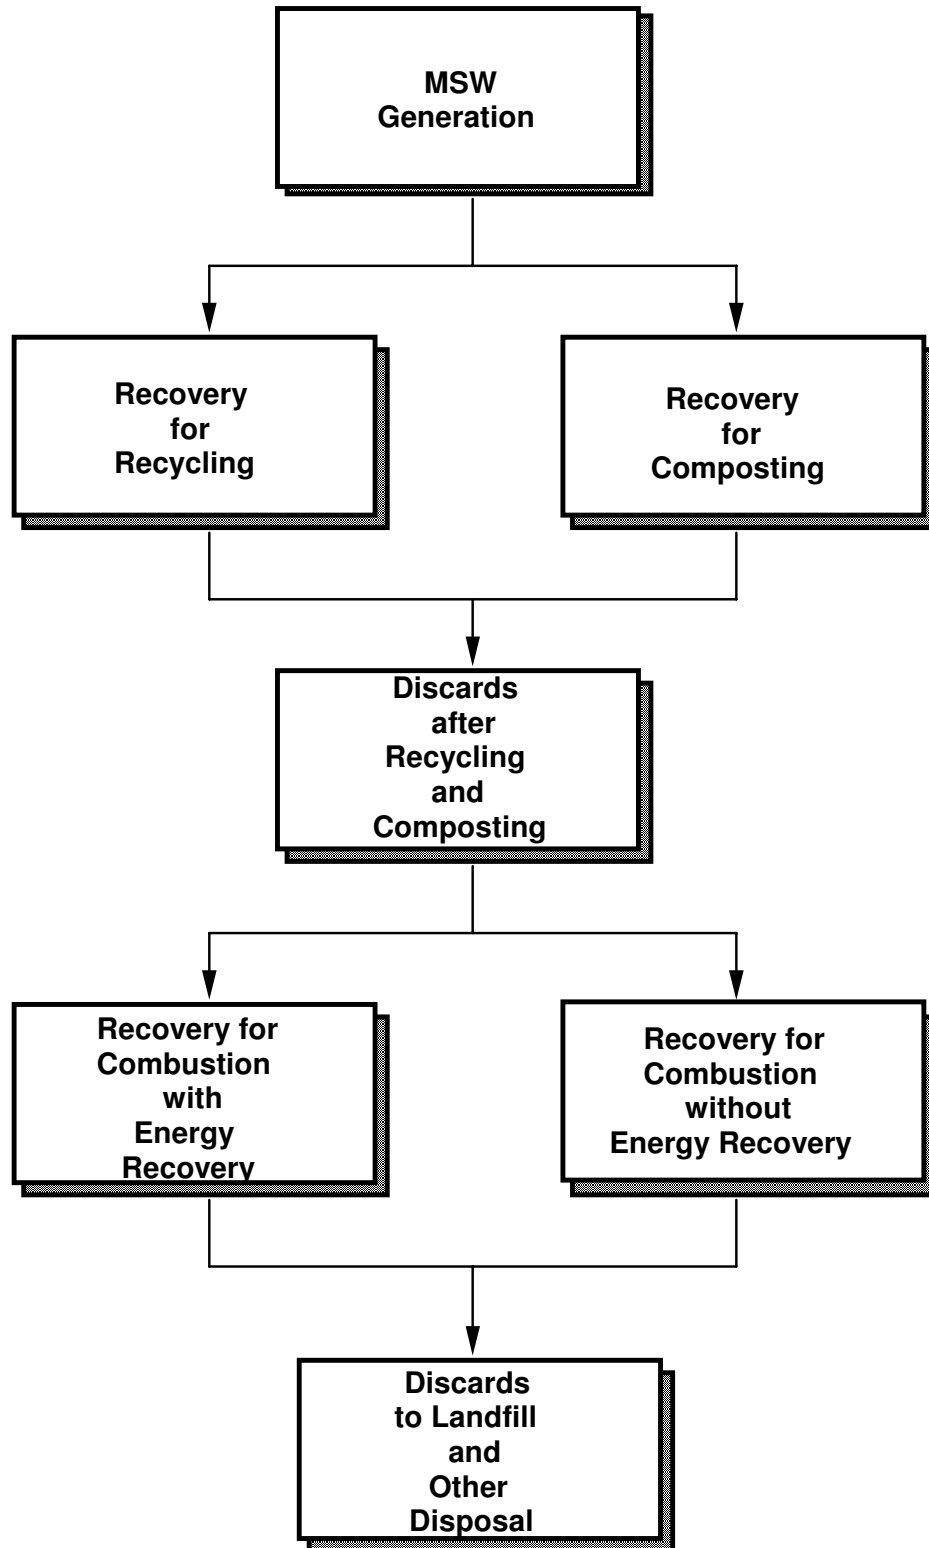 MSW
Generation
Recovery
for
Recycling
Recovery
for
Composting
Discards
after
Recycling
and
Composting
Recovery for
Combustion
with
Energy
Recovery
Recovery for
Combustion
without
Energy Recovery
Discards
to Landfill
and
Other
Disposal